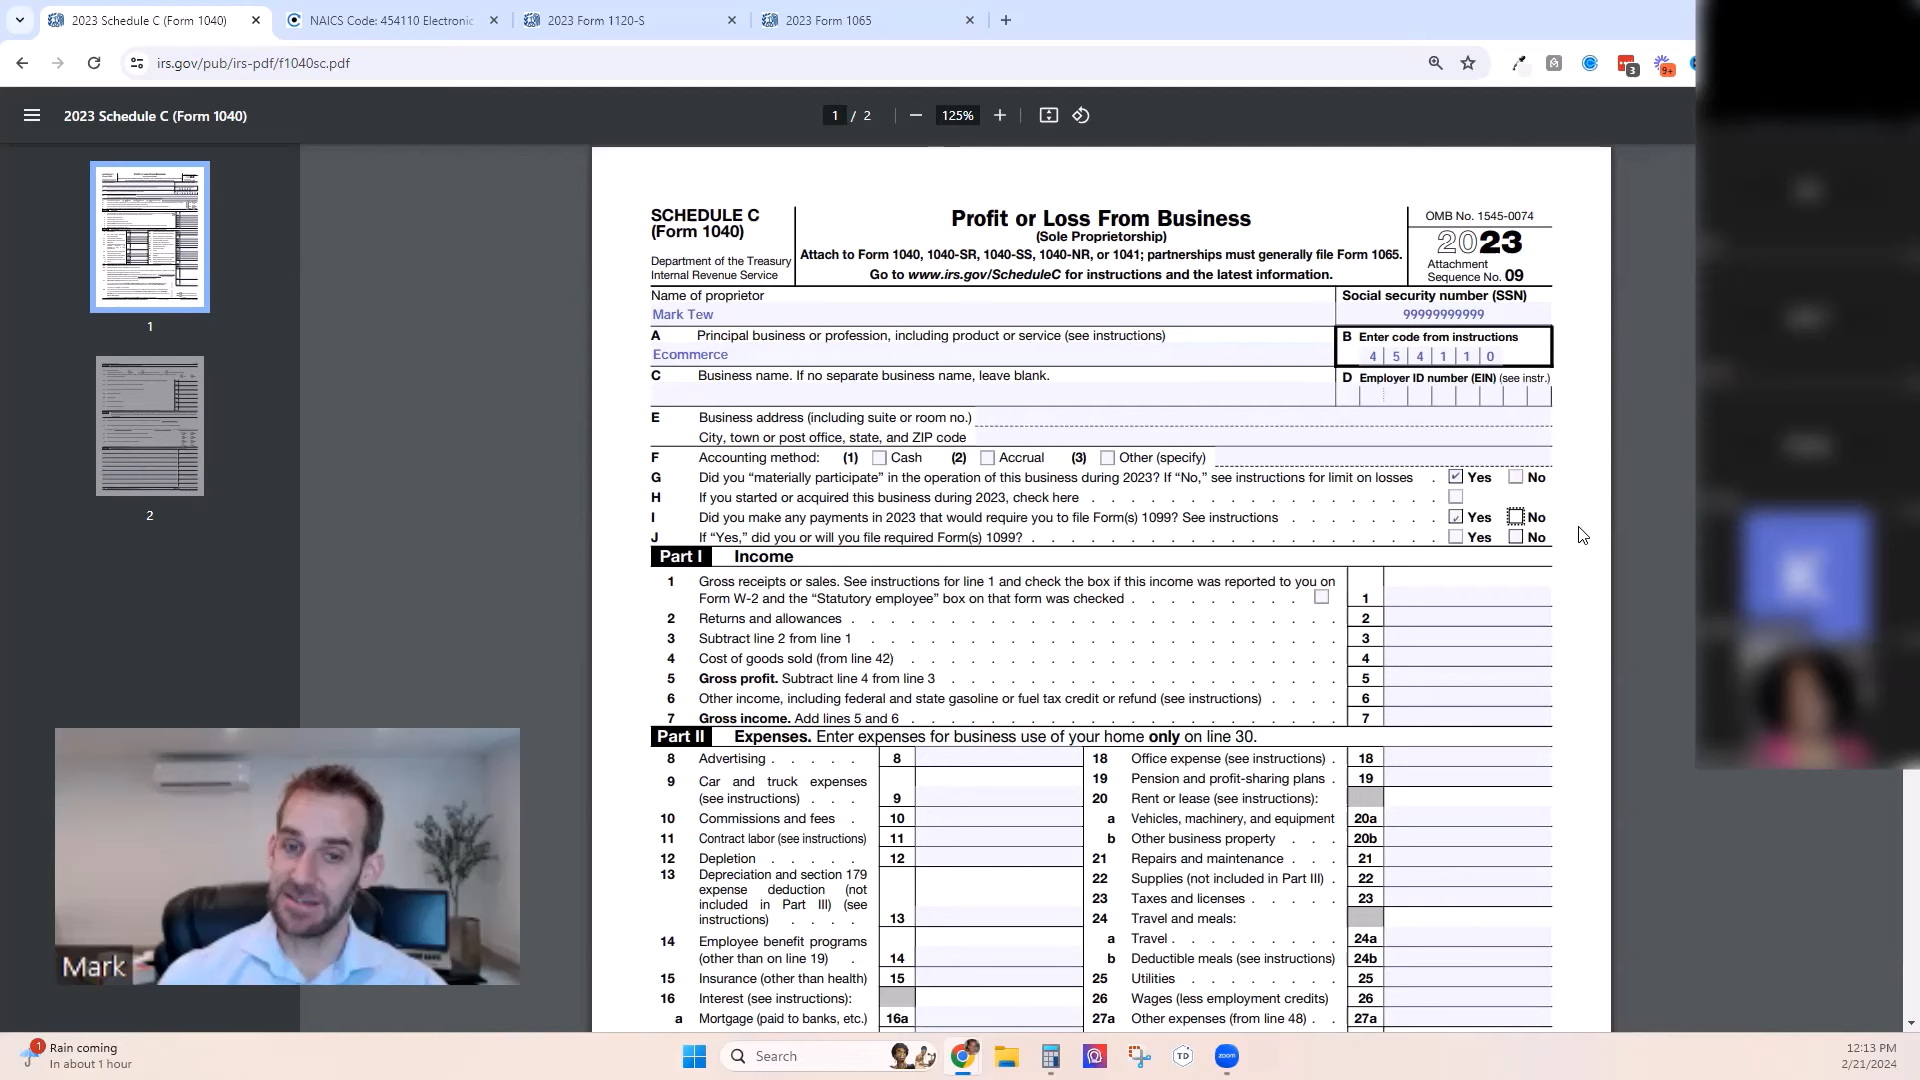 2023 Schedule C (Form 1040)
NAICS Code: 454110 Electronic
2023 Form 1120-S
2023 Form 1065
irs.gov/pub/irs-pdf/f1040sc.pdf
3
9+
2023 Schedule C (Form 1040)
1 / 2
125%
1
2
SCHEDULE C
(Form 1040)
Department of the Treasury
Internal Revenue Service
Profit or Loss From Business
(Sole Proprietorship)
Attach to Form 1040, 1040-SR, 1040-SS, 1040-NR, or 1041; partnerships must generally file Form 1065.
Go to www.irs.gov/ScheduleC for instructions and the latest information.
OMB No. 1545-0074
2023
Attachment
Sequence No. 09
Name of proprietor
Mark Tew
Social security number (SSN)
99999999999
A Principal business or profession, including product or service (see instructions)
Ecommerce
B Enter code from instructions
4 5 4 1 1 0
C Business name. If no separate business name, leave blank.
D Employer ID number (EIN) (see instr.)
E Business address (including suite or room no.)
City, town or post office, state, and ZIP code
F Accounting method: (1) Cash (2) Accrual (3) Other (specify)
G Did you “materially participate” in the operation of this business during 2023? If “No,” see instructions for limit on losses . Yes No
H If you started or acquired this business during 2023, check here
I Did you make any payments in 2023 that would require you to file Form(s) 1099? See instructions Yes No
J If “Yes,” did you or will you file required Form(s) 1099? Yes No
Part I Income
1 Gross receipts or sales. See instructions for line 1 and check the box if this income was reported to you on
Form W-2 and the “Statutory employee” box on that form was checked 1
2 Returns and allowances 2
3 Subtract line 2 from line 1 3
4 Cost of goods sold (from line 42) 4
5 Gross profit. Subtract line 4 from line 3 5
6 Other income, including federal and state gasoline or fuel tax credit or refund (see instructions) 6
7 Gross income. Add lines 5 and 6 7
Part II Expenses. Enter expenses for business use of your home only on line 30.
8 Advertising 8
9 Car and truck expenses
(see instructions) 9
10 Commissions and fees . 10
11 Contract labor (see instructions) 11
12 Depletion 12
13 Depreciation and section 179
expense deduction (not
included in Part III) (see
instructions) 13
14 Employee benefit programs
(other than on line 19) . 14
15 Insurance (other than health) 15
16 Interest (see instructions):
a Mortgage (paid to banks, etc.) 16a
18 Office expense (see instructions) . 18
19 Pension and profit-sharing plans . 19
20 Rent or lease (see instructions):
a Vehicles, machinery, and equipment 20a
b Other business property 20b
21 Repairs and maintenance 21
22 Supplies (not included in Part III) . 22
23 Taxes and licenses 23
24 Travel and meals:
a Travel 24a
b Deductible meals (see instructions) 24b
25 Utilities 25
26 Wages (less employment credits) 26
27a Other expenses (from line 48) 27a
Mark
1
Rain coming
In about 1 hour
Search
TD
zoom
12:13 PM
2/21/2024